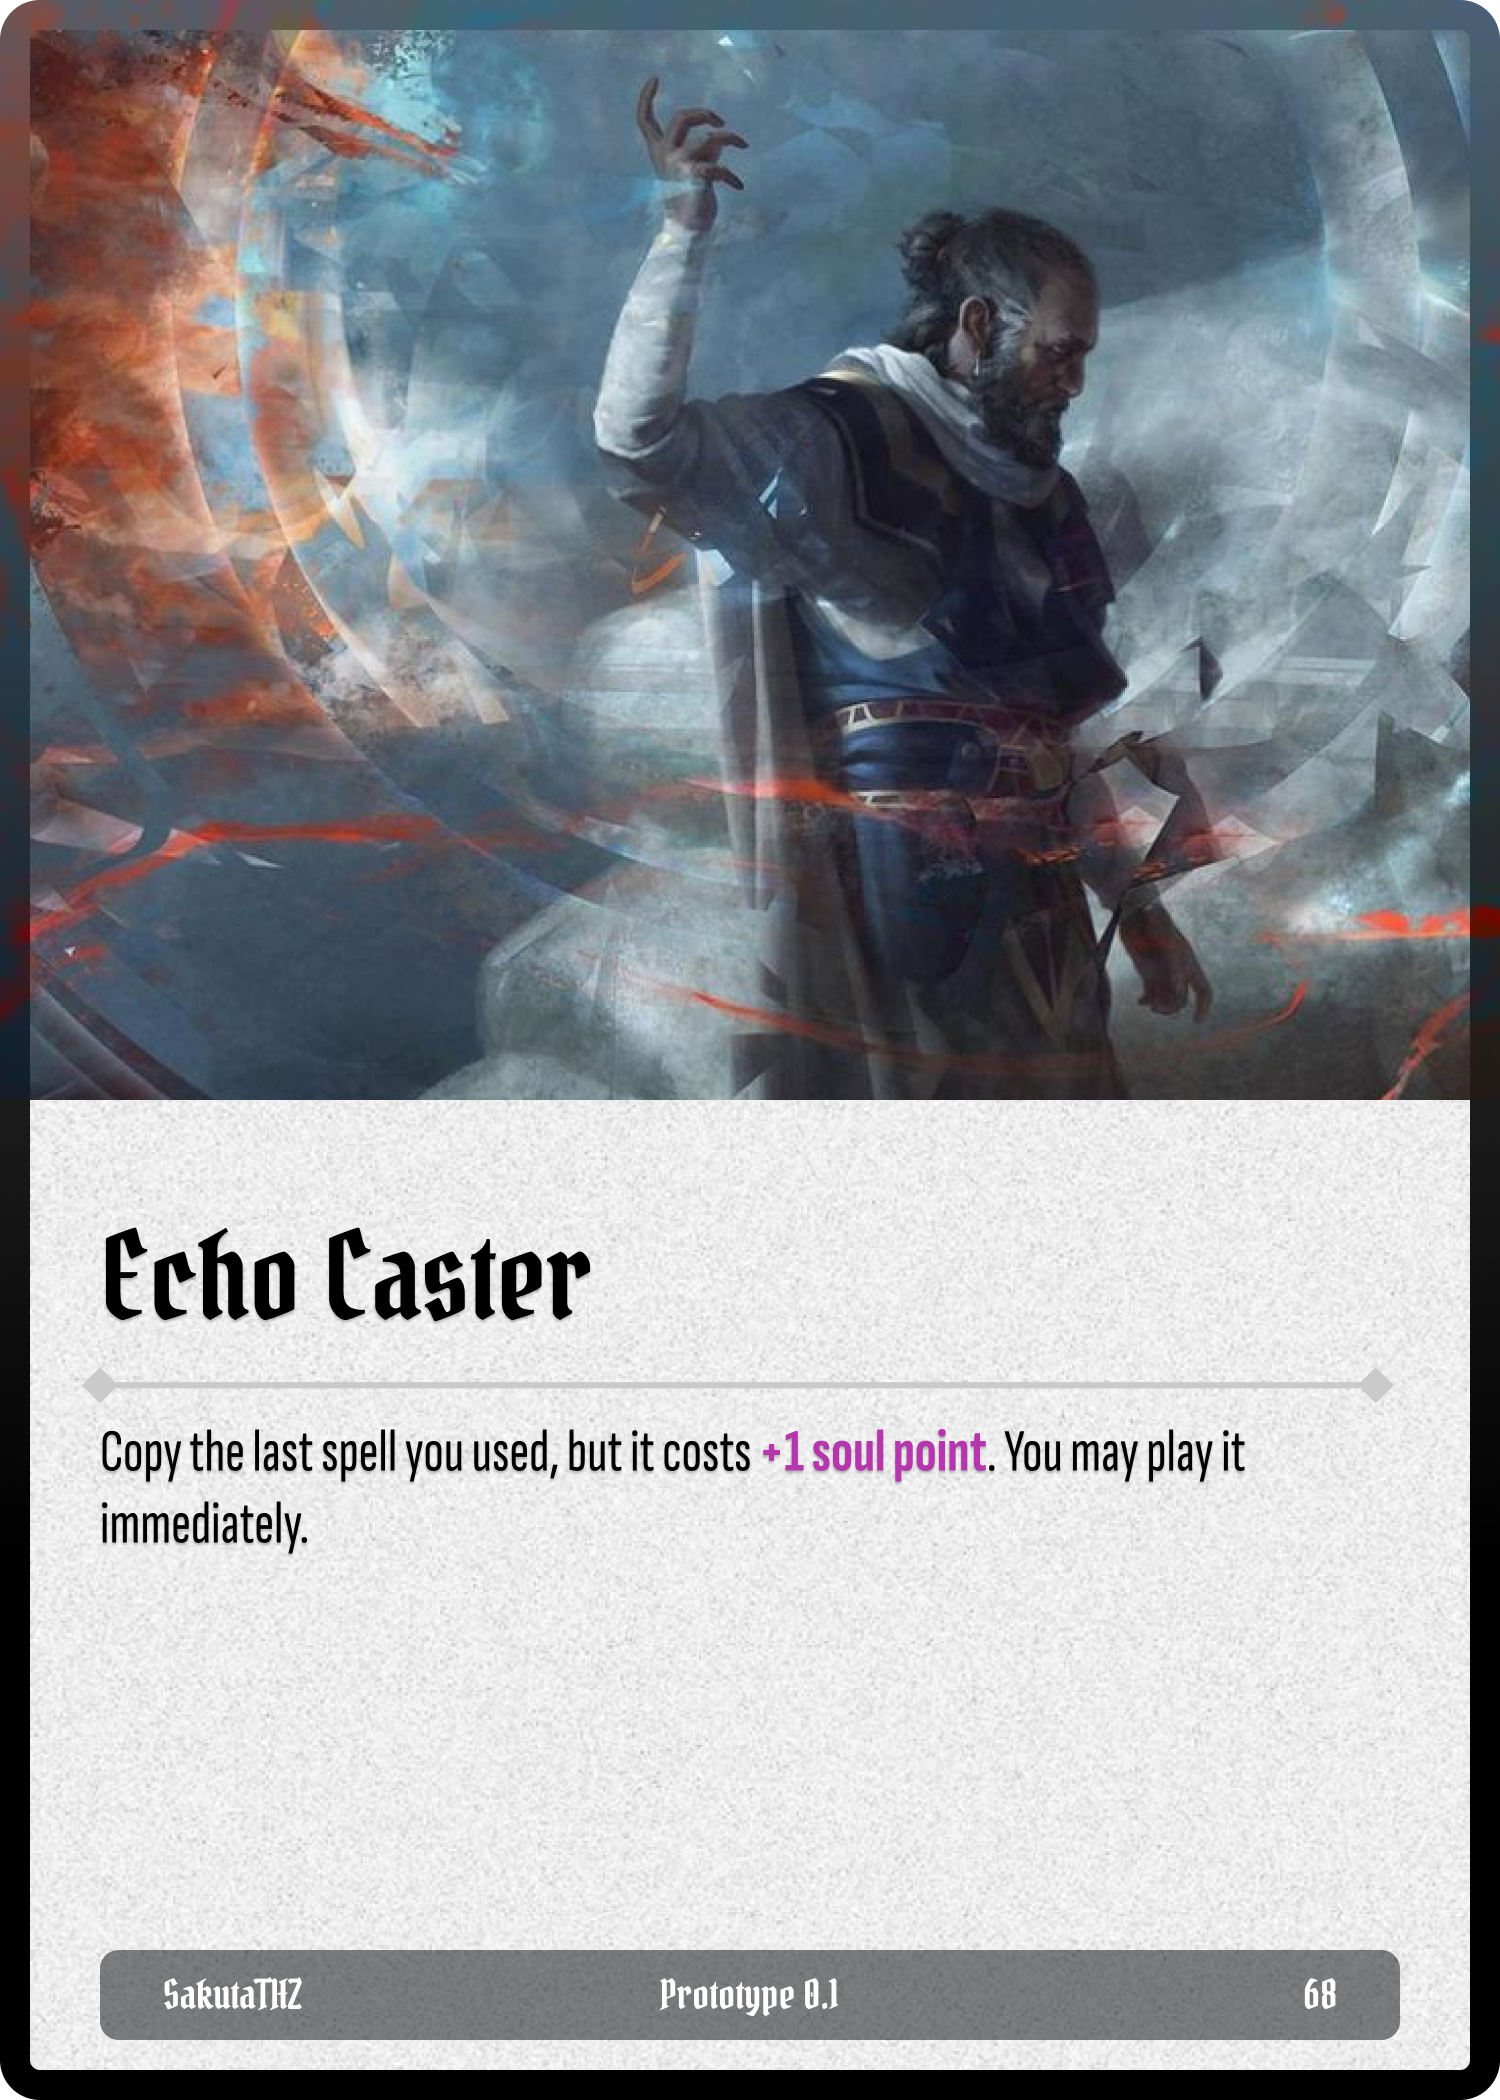 Echo Caster
Copy the last spell you used, but it costs +1 soul point. You may play it
immediately.
SakutaTHZ
Prototype 0.1
68